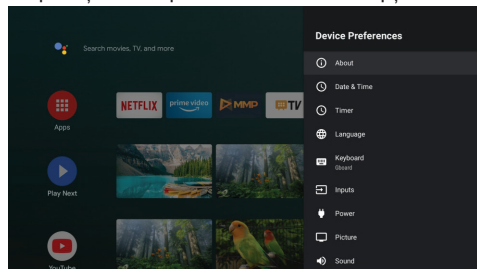 Device Preferences
Search movies, TV, and more
About
Date & Time
Timer
NETFLIX
prime video
MMP
TV
Apps
Language
Keyboard
Gboard
Play Next
Inputs
Power
Picture
YouTube
Sound